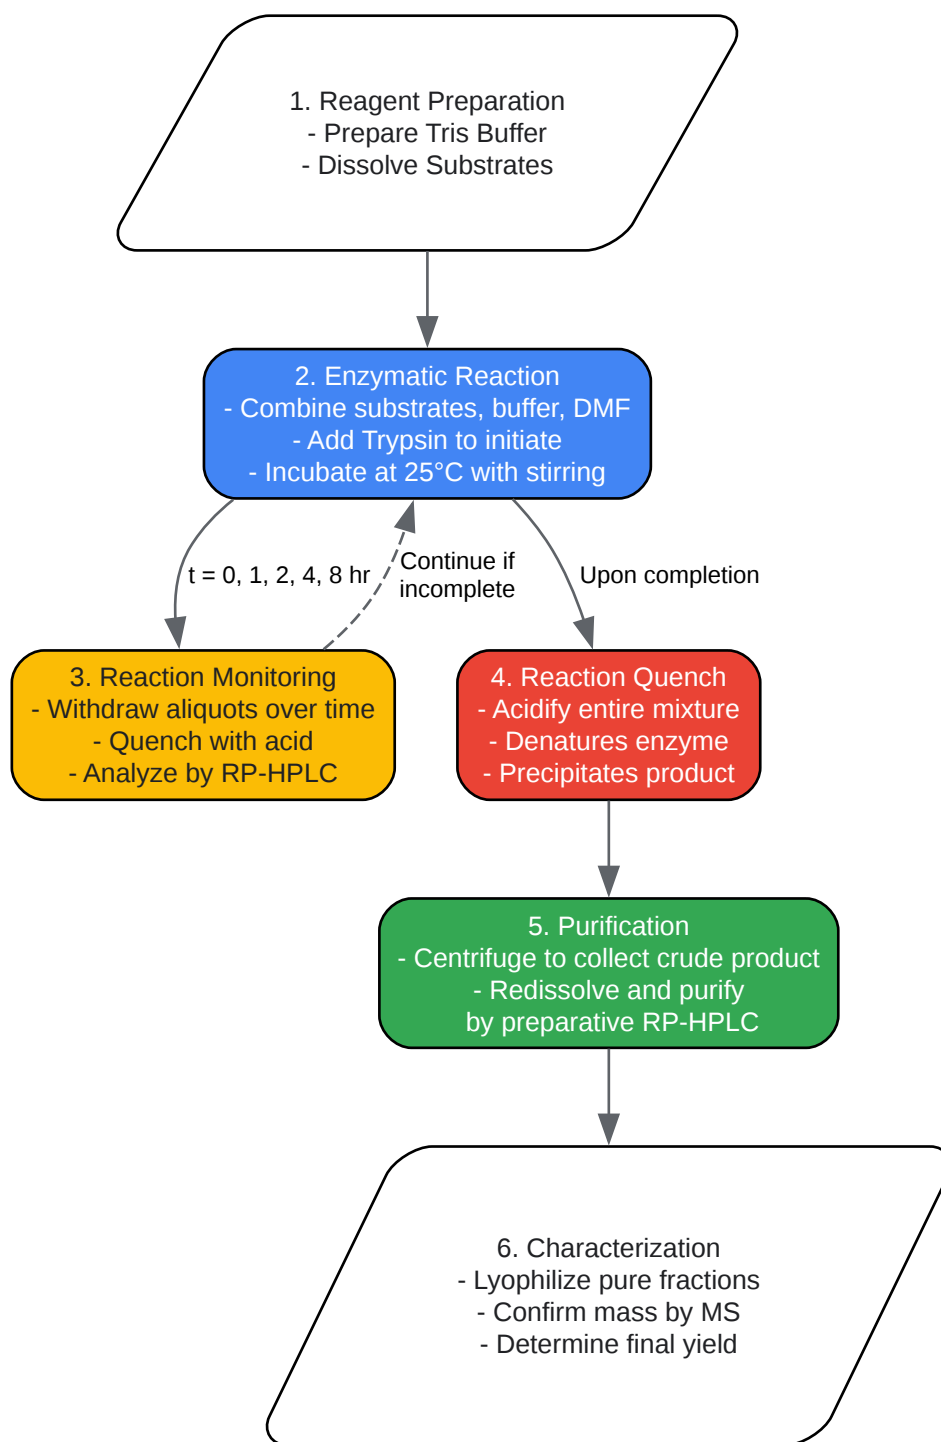 1. Reagent Preparation
- Prepare Tris Buffer
- Dissolve Substrates
2. Enzymatic Reaction
- Combine substrates, buffer, DMF
- Add Trypsin to initiate
- Incubate at 25°C with stirring
t = 0, 1, 2, 4, 8 hr
Continue if
incomplete
Upon completion
3. Reaction Monitoring
- Withdraw aliquots over time
- Quench with acid
- Analyze by RP-HPLC
4. Reaction Quench
- Acidify entire mixture
- Denatures enzyme
- Precipitates product
5. Purification
- Centrifuge to collect crude product
- Redissolve and purify
by preparative RP-HPLC
6. Characterization
- Lyophilize pure fractions
- Confirm mass by MS
- Determine final yield